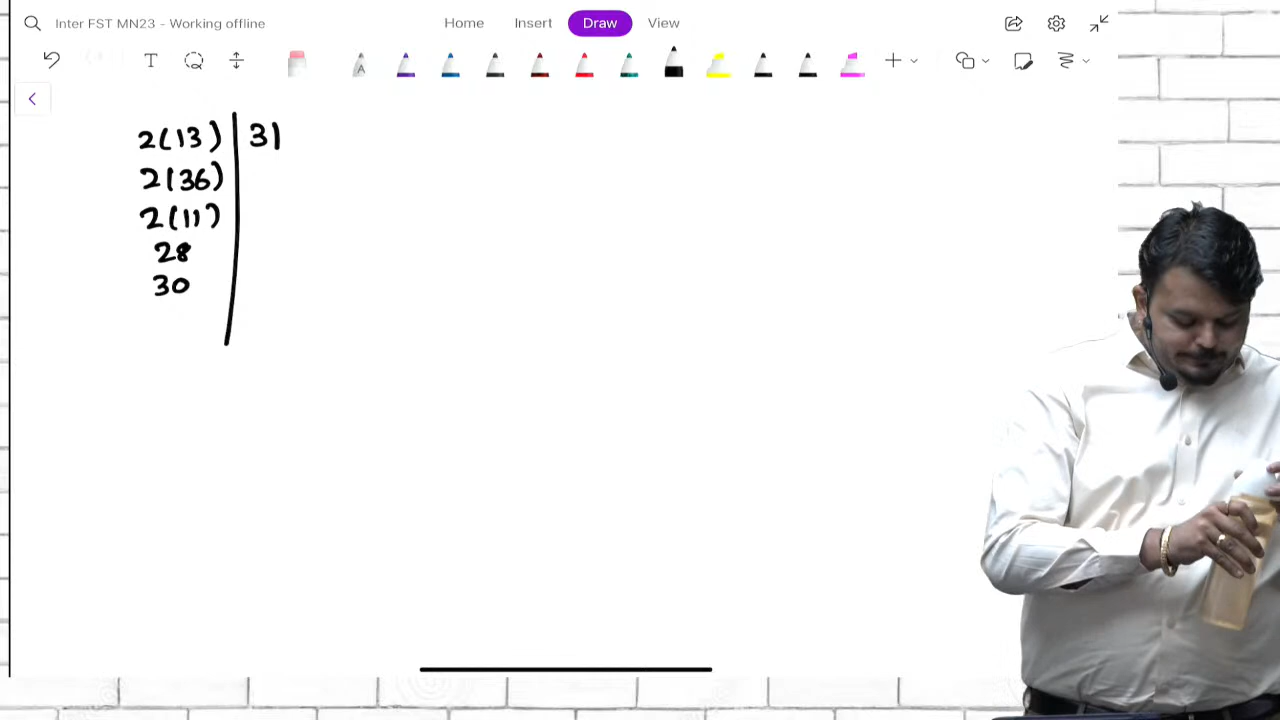 Inter FST MN23 - Working offline
Home Insert Draw View
T A
2(13) 31
2(36)
2(11)
28
30